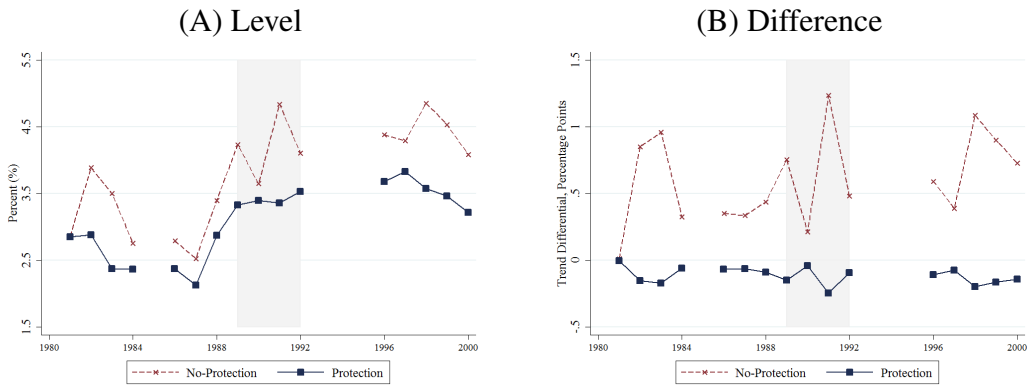 (A) Level
Percent (%)
5.5
4.5
3.5
2.5
1.5
1980 1984 1988 1992 1996 2000
No-Protection Protection
(B) Difference
Trend Differential, Percentage Points
1.5
1
.5
0
-.5
1980 1984 1988 1992 1996 2000
No-Protection Protection